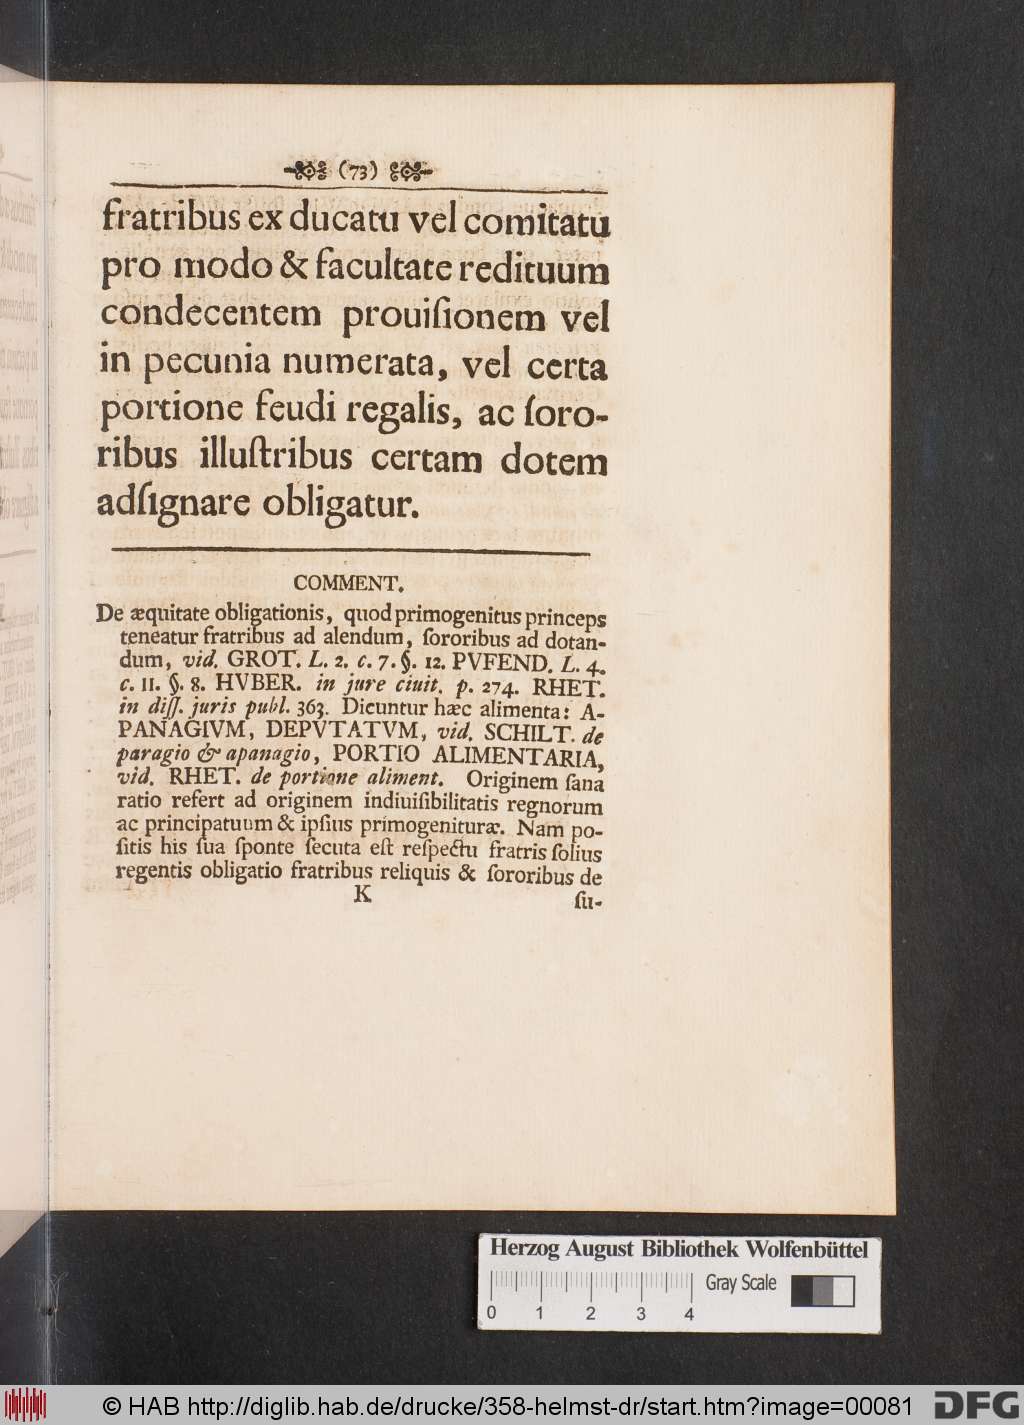 (73)
fratribus ex ducatu vel comitatu
pro modo & facultate redituum
condecentem prouiſionem vel
in pecunia numerata, vel certa
portione feudi regalis, ac ſoro-
ribus illuſtribus certam dotem
adſignare obligatur.
COMMENT.
De æquitate obligationis, quod primogenitus princeps
teneatur fratribus ad alendum, ſororibus ad dotan-
dum, vid. GROT. L. 2. c. 7. §. 12. PVFEND. L. 4.
c. 11. §. 8. HVBER. in jure ciuit. p. 274. RHET.
in diſſ. juris publ. 363. Dicuntur hæc alimenta: A-
PANAGIVM, DEPVTATVM, vid. SCHILT. de
paragio & apanagio, PORTIO ALIMENTARIA,
vid. RHET. de portione aliment. Originem ſana
ratio refert ad originem indiuiſibilitatis regnorum
ac principatuum & ipſius primogenituræ. Nam po-
ſitis his ſua ſponte ſecuta eſt reſpectu fratris ſolius
regentis obligatio fratribus reliquis & ſororibus de
K
ſu-
Herzog August Bibliothek Wolfenbüttel
Gray Scale
0 1 2 3 4
© HAB http://diglib.hab.de/drucke/358-helmst-dr/start.htm?image=00081
DFG